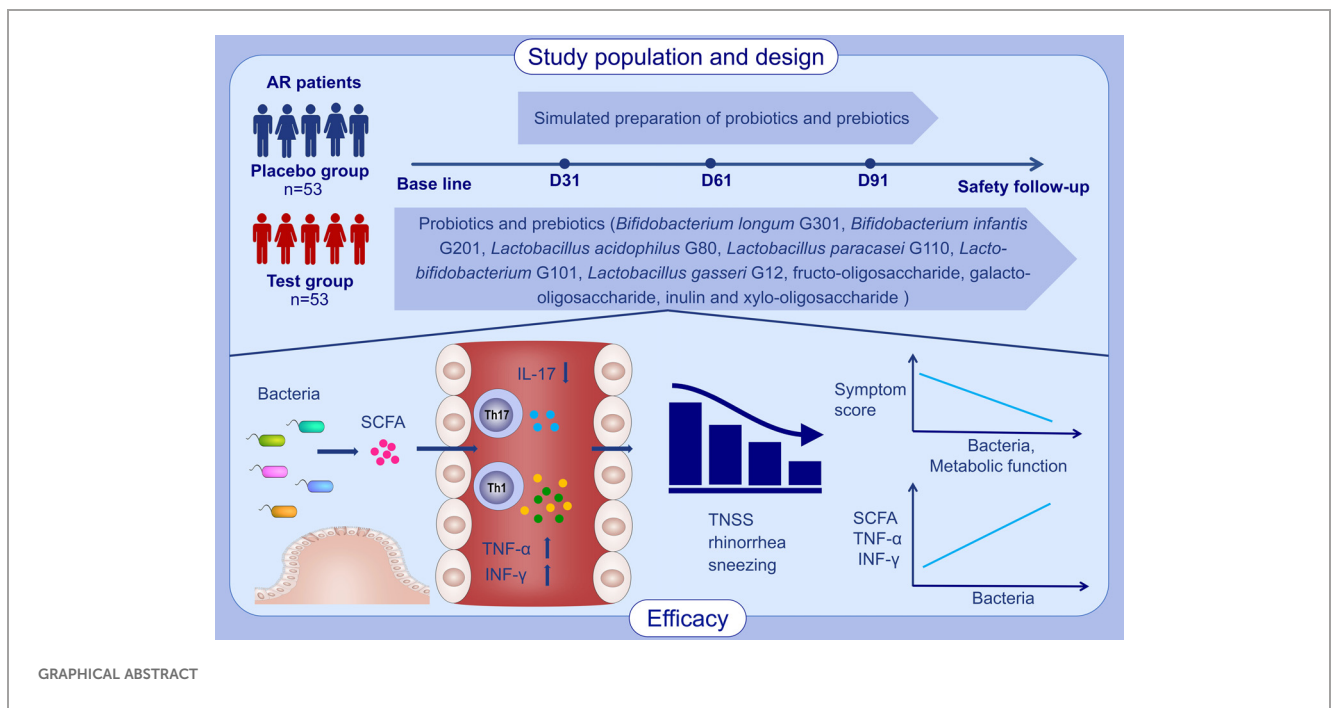 Study population and design
AR patients
Placebo group
n=53
Test group
n=53
Simulated preparation of probiotics and prebiotics
Base line
D31
D61
D91
Safety follow-up
Probiotics and prebiotics (Bifidobacterium longum G301, Bifidobacterium infantis
G201, Lactobacillus acidophilus G80, Lactobacillus paracasei G110, Lacto-
bifidobacterium G101, Lactobacillus gasseri G12, fructo-oligosaccharide, galacto-
oligosaccharide, inulin and xylo-oligosaccharide )
Bacteria
SCFA
IL-17
Th17
Th1
TNF-α
INF-γ
TNSS
rhinorrhea
sneezing
Symptom
score
Bacteria,
Metabolic function
SCFA
TNF-α
INF-γ
Bacteria
Efficacy
GRAPHICAL ABSTRACT